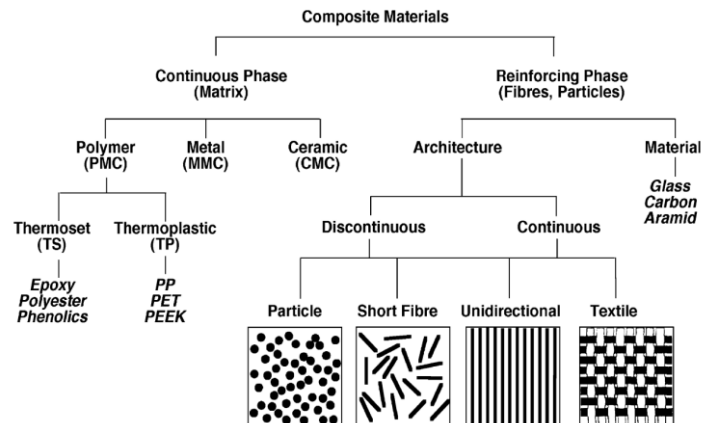 Composite Materials
Continuous Phase
(Matrix)
Reinforcing Phase
(Fibres, Particles)
Polymer
(PMC)
Metal
(MMC)
Ceramic
(CMC)
Architecture
Material
Glass
Carbon
Aramid
Thermoset
(TS)
Thermoplastic
(TP)
Discontinuous
Continuous
Epoxy
Polyester
Phenolics
PP
PET
PEEK
Particle
Short Fibre
Unidirectional
Textile